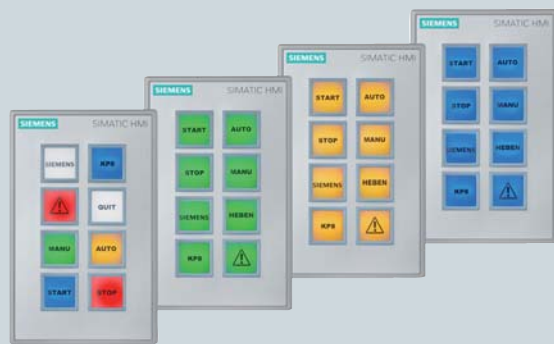 SIEMENS SIMATIC HMI
SIEMENS KP8
QUIT
MANU AUTO
START STOP
SIEMENS SIMATIC HMI
START AUTO
STOP MANU
SIEMENS HEBEN
KP8
SIEMENS SIMATIC HMI
START AUTO
STOP MANU
SIEMENS HEBEN
KP8
SIEMENS SIMATIC HMI
START AUTO
STOP MANU
SIEMENS HEBEN
KP8